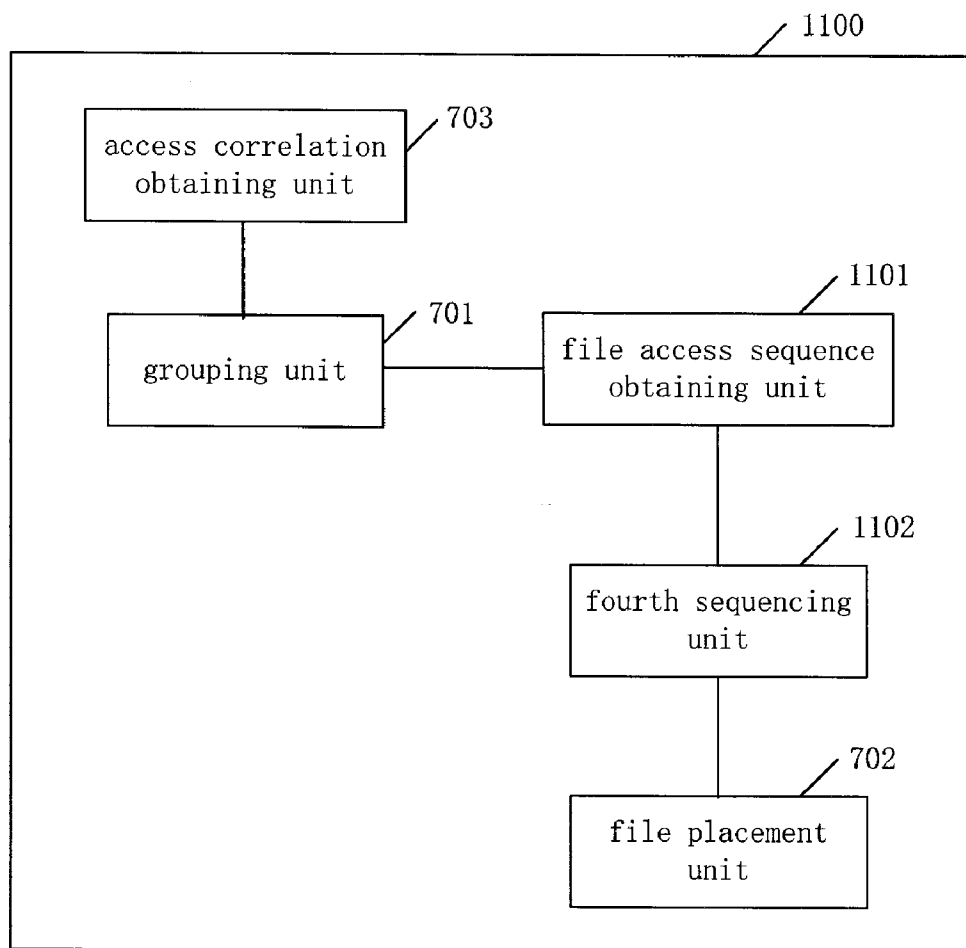 1100
703
access correlation
obtaining unit
1101
701
grouping unit
file access sequence
obtaining unit
1102
fourth sequencing
unit
702
file placement
unit